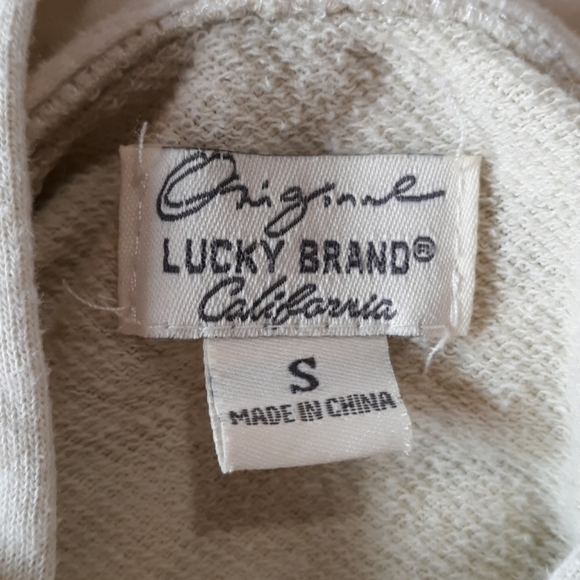 Original
LUCKY BRAND®
California
S
MADE IN CHINA